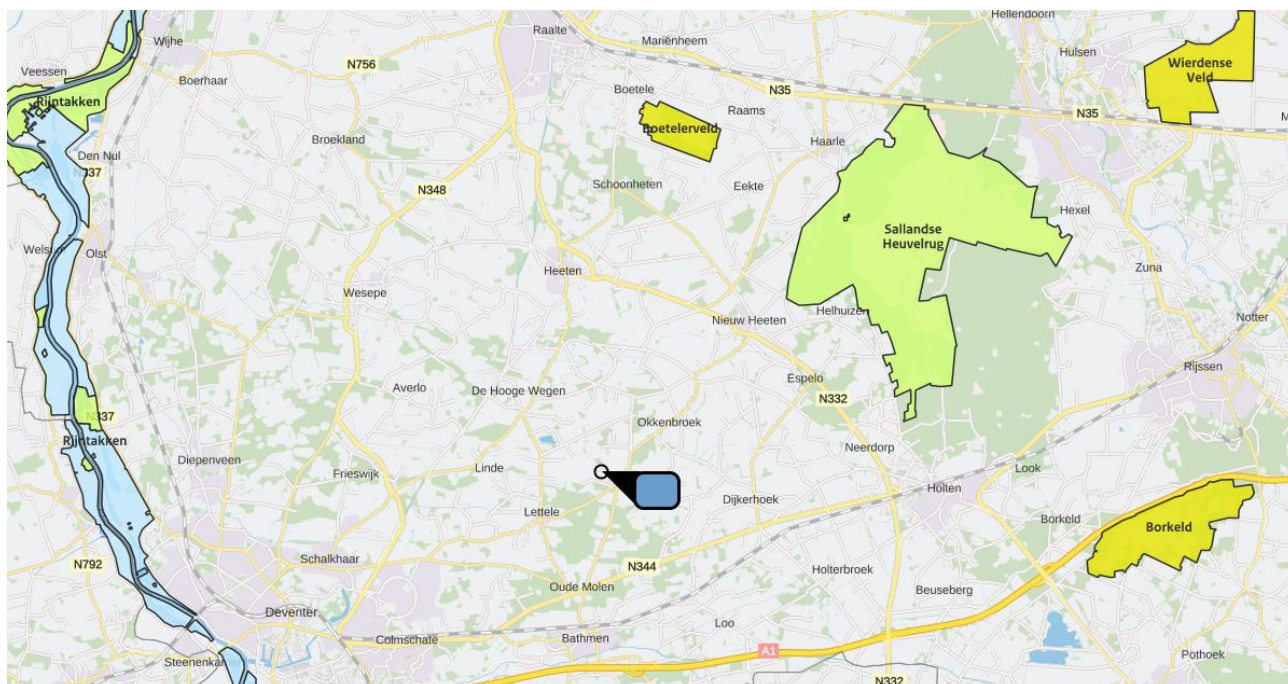 Hellendoorn
Wijhe
Raalte
Mariënheem
Hulsen
Wierdense
Veld
Veessen
N756
Boerhaar
Boetele
N35
Rijntakken
Raams
N35
Boetelerveld
Broekland
Haarle
Den Nul
N337
N348
Schoonheten
Eekte
Hexel
Sallandse
Heuvelrug
Olst
Zuna
Heeten
Wesepe
Nieuw Heeten
Helhuizen
Notter
Rijssen
Espelo
Averlo
De Hooge Wegen
N332
N337
Okkenbroek
Rijntakken
Neerdorp
Diepenveen
Linde
Look
Frieswijk
Holten
Dijkerhoek
Lettele
Borkeld
Borkeld
Schalkhaar
N792
N344
Holterbroek
Oude Molen
Beuseberg
Deventer
Loo
Colmschate
Bathmen
A1
Pothoek
N332